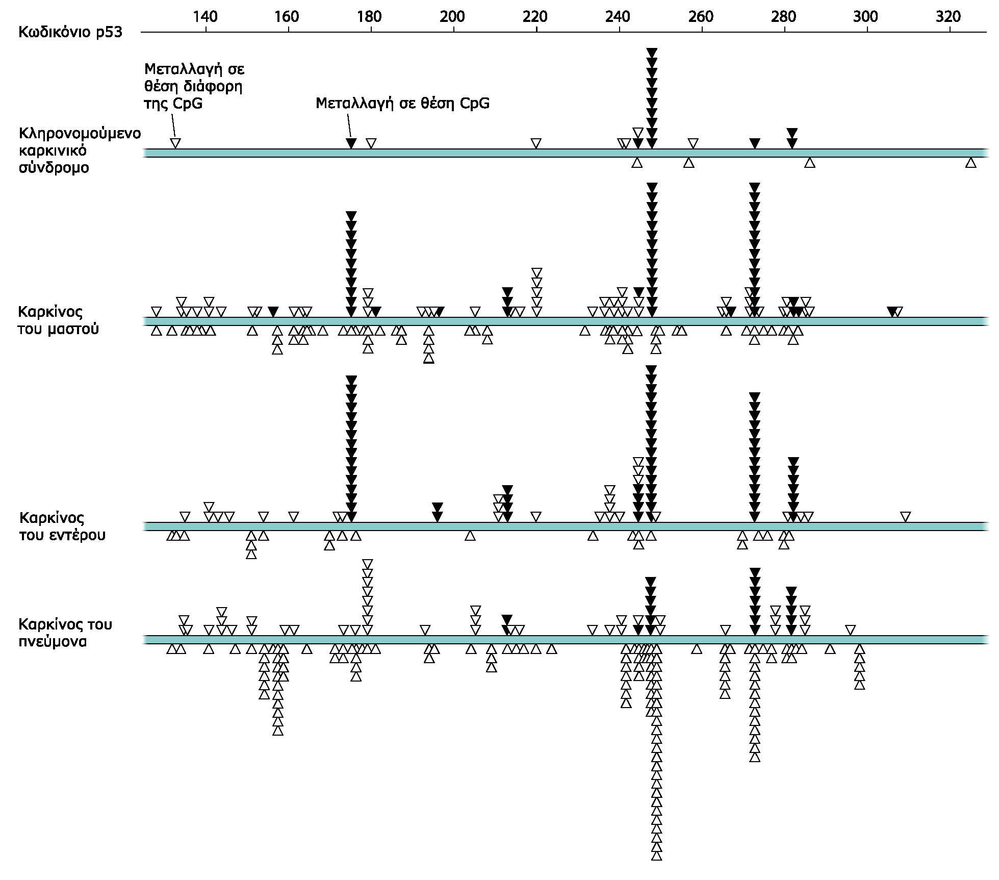 140 160 180 200 220 240 260 280 300 320
Κωδικόνιο p53
Μεταλλαγή σε
θέση διάφορη
της CpG
Μεταλλαγή σε θέση CpG
Κληρονομούμενο
καρκινικό
σύνδρομο
Καρκίνος
του μαστού
Καρκίνος
του εντέρου
Καρκίνος του
πνεύμονα